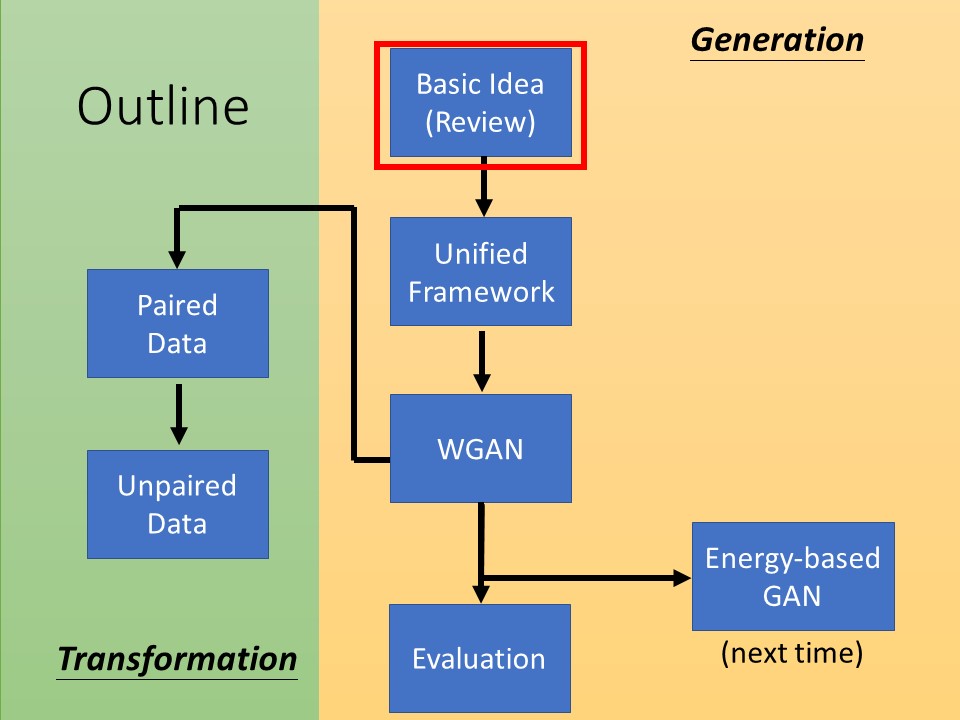 Outline
Generation
Basic Idea
(Review)
Unified
Framework
WGAN
Paired
Data
Unpaired
Data
Energy-based
GAN
(next time)
Evaluation
Transformation